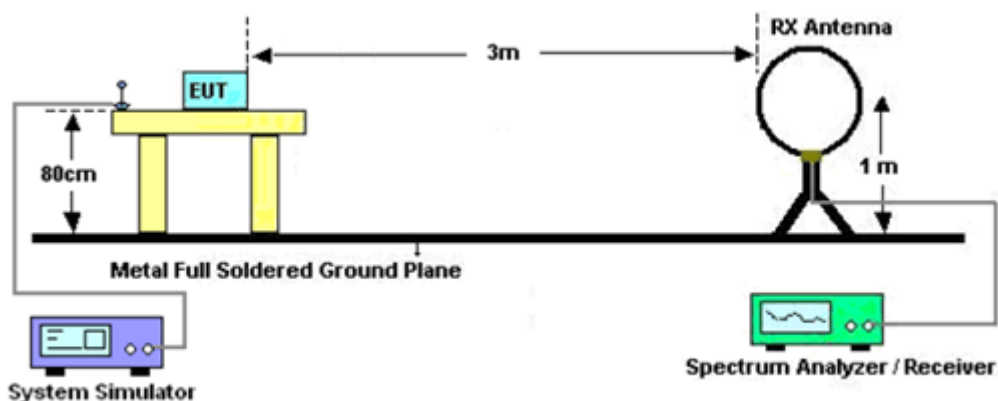 RX Antenna
3m
EUT
80cm
1 m
Metal Full Soldered Ground Plane
System Simulator
Spectrum Analyzer / Receiver